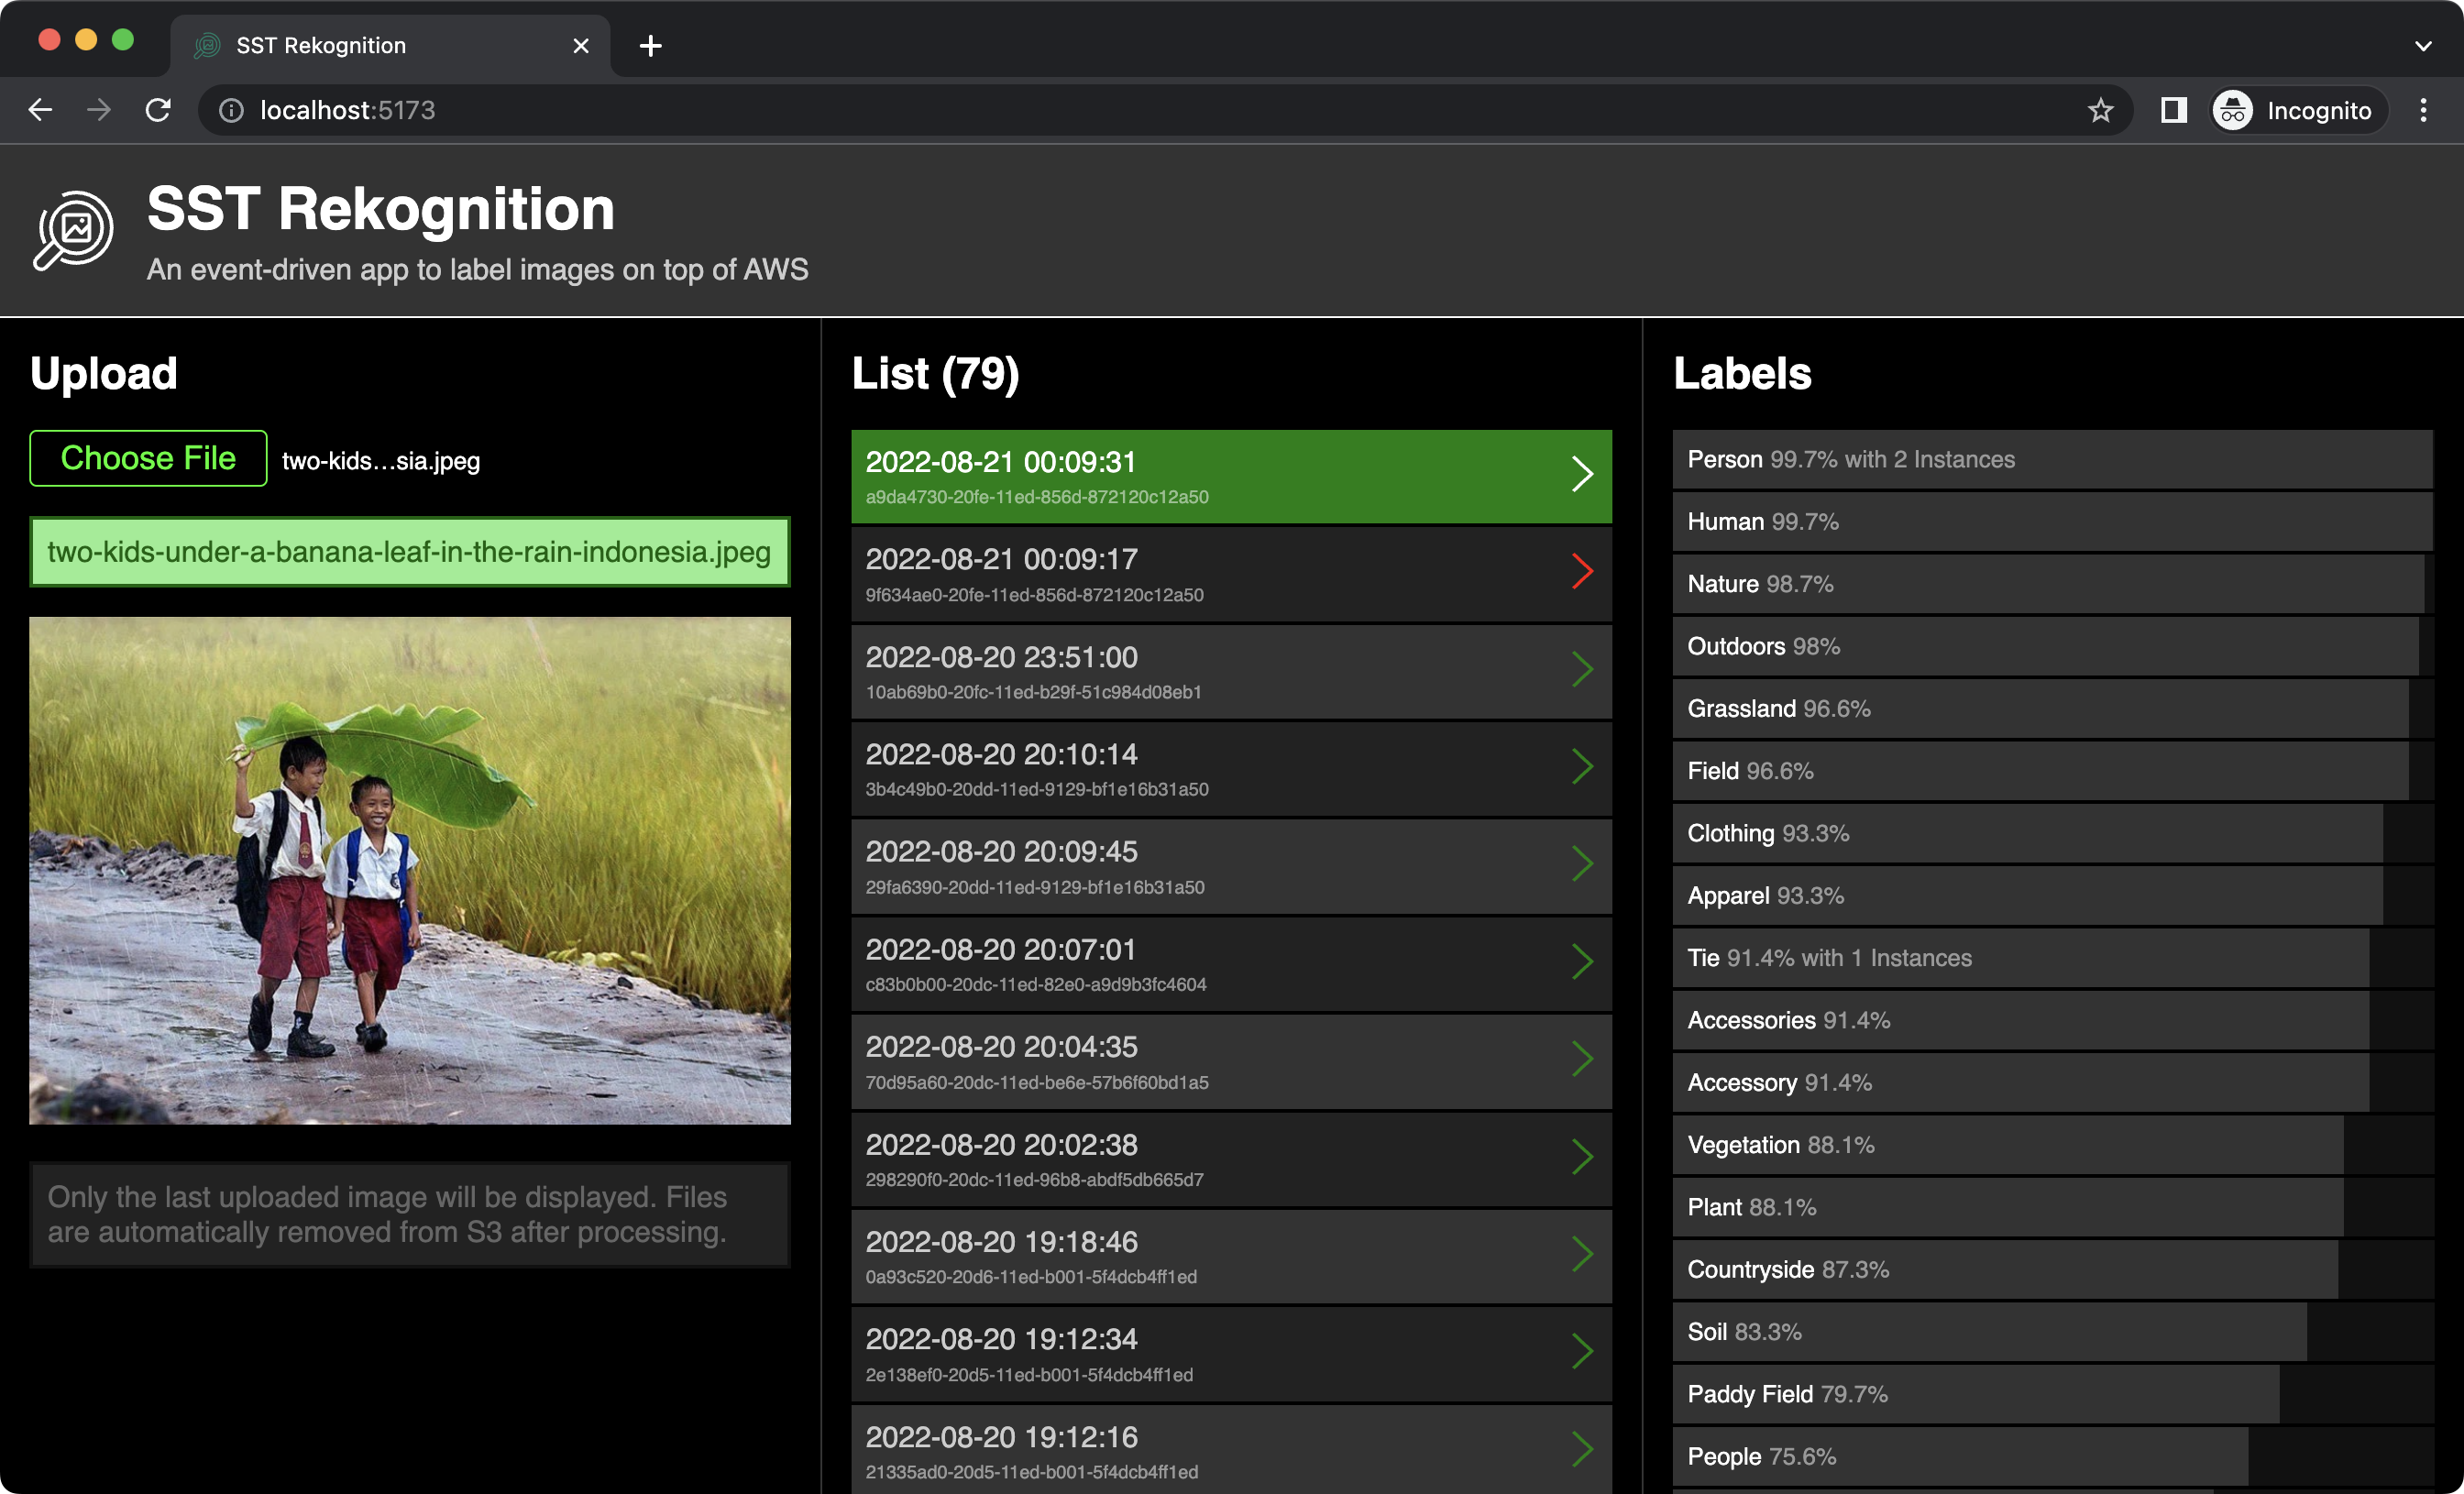 SST Rekognition
localhost:5173
Incognito
SST Rekognition
An event-driven app to label images on top of AWS
Upload
Choose File two-kids...sia.jpeg
two-kids-under-a-banana-leaf-in-the-rain-indonesia.jpeg
Only the last uploaded image will be displayed. Files
are automatically removed from S3 after processing.
List (79)
2022-08-21 00:09:31
a9da4730-20fe-11ed-856d-872120c12a50
2022-08-21 00:09:17
9f634ae0-20fe-11ed-856d-872120c12a50
2022-08-20 23:51:00
10ab69b0-20fc-11ed-b29f-51c984d08eb1
2022-08-20 20:10:14
3b4c49b0-20dd-11ed-9129-bf1e16b31a50
2022-08-20 20:09:45
29fa6390-20dd-11ed-9129-bf1e16b31a50
2022-08-20 20:07:01
c83b0b00-20dc-11ed-82e0-a9d9b3fc4604
2022-08-20 20:04:35
70d95a60-20dc-11ed-be6e-57b6f60bd1a5
2022-08-20 20:02:38
298290f0-20dc-11ed-96b8-abdf5db665d7
2022-08-20 19:18:46
0a93c520-20d6-11ed-b001-5f4dcb4ff1ed
2022-08-20 19:12:34
2e138ef0-20d5-11ed-b001-5f4dcb4ff1ed
2022-08-20 19:12:16
21335ad0-20d5-11ed-b001-5f4dcb4ff1ed
Labels
Person 99.7% with 2 Instances
Human 99.7%
Nature 98.7%
Outdoors 98%
Grassland 96.6%
Field 96.6%
Clothing 93.3%
Apparel 93.3%
Tie 91.4% with 1 Instances
Accessories 91.4%
Accessory 91.4%
Vegetation 88.1%
Plant 88.1%
Countryside 87.3%
Soil 83.3%
Paddy Field 79.7%
People 75.6%